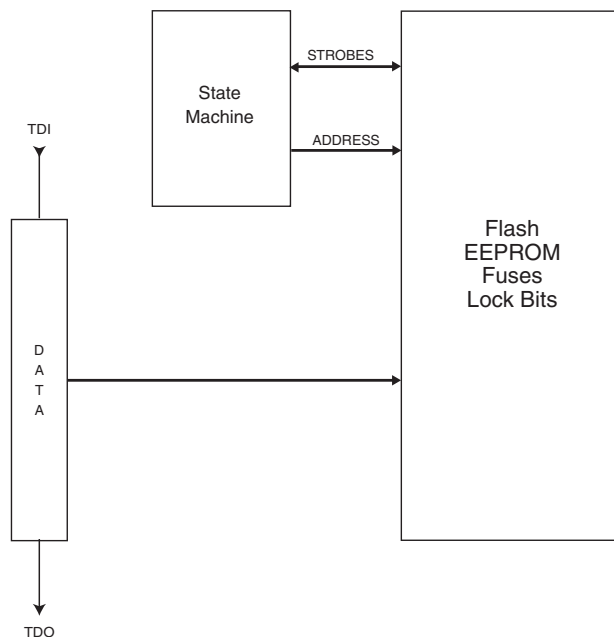 STROBES
State
Machine
ADDRESS
TDI
Flash
EEPROM
Fuses
Lock Bits
D
A
T
A
TDO